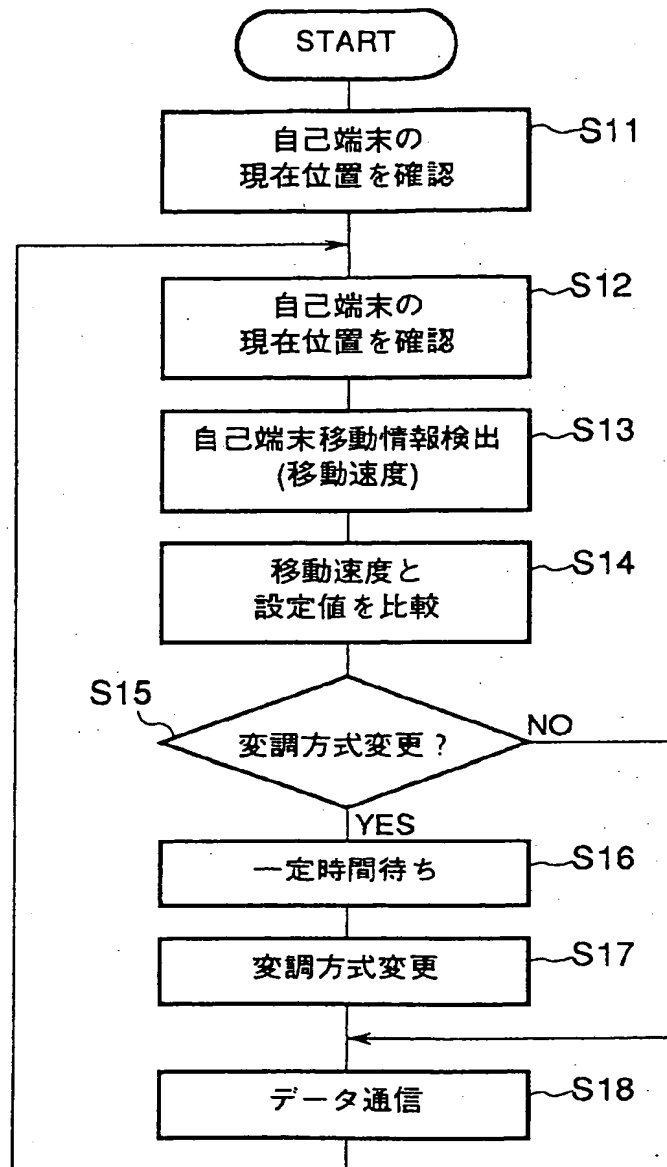 START
自己端末の
現在位置を確認
S11
自己端末の
現在位置を確認
S12
自己端末移動情報検出
(移動速度)
S13
移動速度と
設定値を比較
S14
S15
変調方式変更?
NO
YES
一定時間待ち
S16
変調方式変更
S17
データ通信
S18